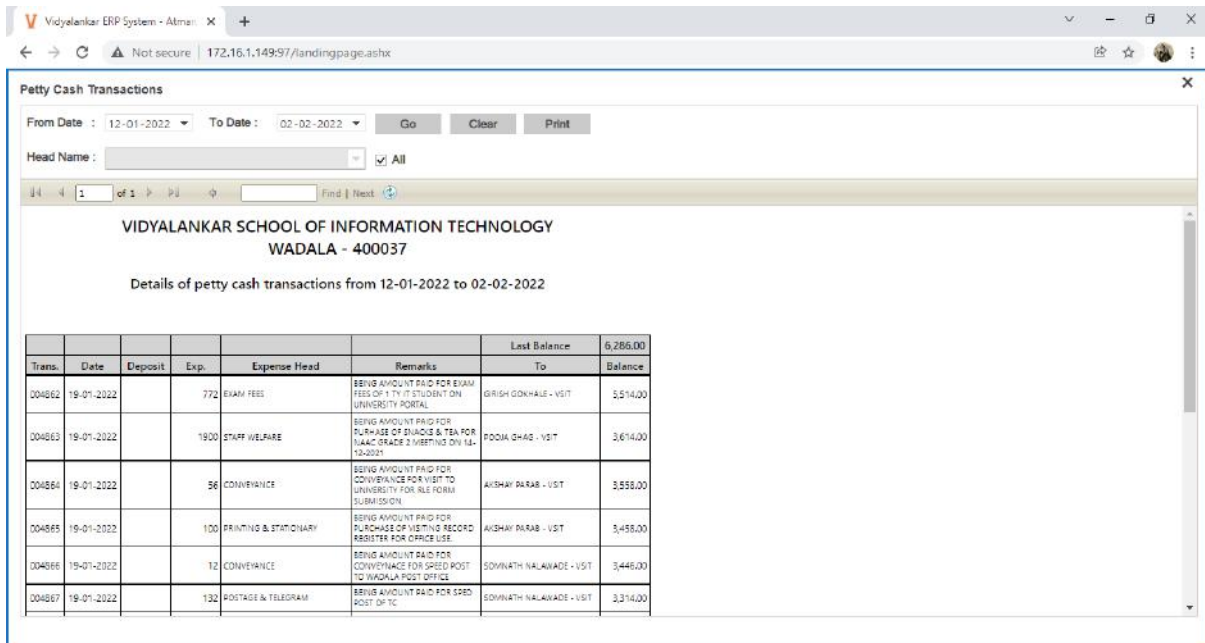 Vidyalankar ERP System - Atman
Not secure 172.16.1.149:97/landingpage.ashx
Petty Cash Transactions
From Date : 12-01-2022 To Date : 02-02-2022 Go Clear Print
Head Name : All
1 of 1 Find | Next
VIDYALANKAR SCHOOL OF INFORMATION TECHNOLOGY
WADALA - 400037
Details of petty cash transactions from 12-01-2022 to 02-02-2022
Last Balance 6,286.00
Trans. Date Deposit Exp. Expense Head Remarks To Balance
BEING AMOUNT PAID FOR EXAM
004862 19-01-2022 772 EXAM FEES FEES OF 1 TY IT STUDENT ON GIRISH GOKHALE - VSIT 5,514.00
UNIVERSITY PORTAL
BEING AMOUNT PAID FOR
PURHASE OF SNACKS & TEA FOR
004863 19-01-2022 1900 STAFF WELFARE NAAC GRADE 2 MEETING ON 14- POOJA GHAG - VSIT 3,614.00
12-2021
BEING AMOUNT PAID FOR
CONVEYANCE FOR VISIT TO
004864 19-01-2022 56 CONVEYANCE UNIVERSITY FOR RLE FORM AKSHAY PARAB - VSIT 3,558.00
SUBMISSION.
BEING AMOUNT PAID FOR
004865 19-01-2022 100 PRINTING & STATIONARY PURCHASE OF VISITING RECORD AKSHAY PARAB - VSIT 3,458.00
REGISTER FOR OFFICE USE.
BEING AMOUNT PAID FOR
004866 19-01-2022 12 CONVEYANCE CONVEYNACE FOR SPEED POST SOMNATH NALAWADE - VSIT 3,446.00
TO WADALA POST OFFICE
BEING AMOUNT PAID FOR SPED
004867 19-01-2022 132 POSTAGE & TELEGRAM POST OF TC SOMNATH NALAWADE - VSIT 3,314.00